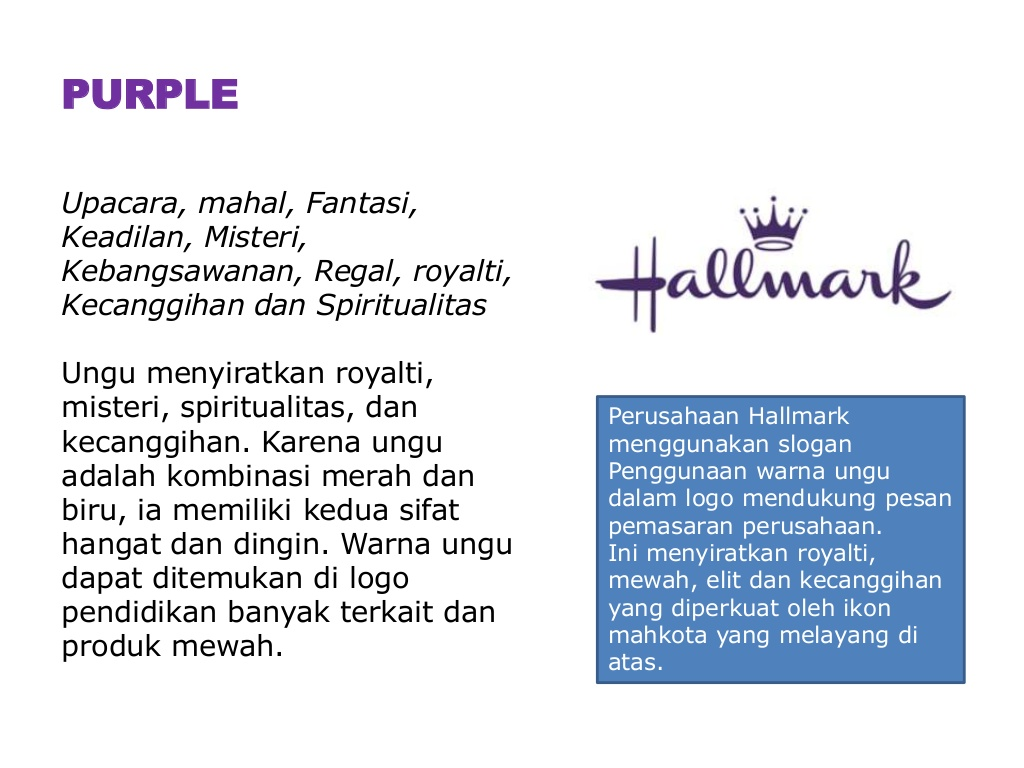 PURPLE
Upacara, mahal, Fantasi,
Keadilan, Misteri,
Kebangsawanan, Regal, royalti,
Kecanggihan dan Spiritualitas
Ungu menyiratkan royalti,
misteri, spiritualitas, dan
kecanggihan. Karena ungu
adalah kombinasi merah dan
biru, ia memiliki kedua sifat
hangat dan dingin. Warna ungu
dapat ditemukan di logo
pendidikan banyak terkait dan
produk mewah.
Hallmark
Perusahaan Hallmark
menggunakan slogan
Penggunaan warna ungu
dalam logo mendukung pesan
pemasaran perusahaan.
Ini menyiratkan royalti,
mewah, elit dan kecanggihan
yang diperkuat oleh ikon
mahkota yang melayang di
atas.